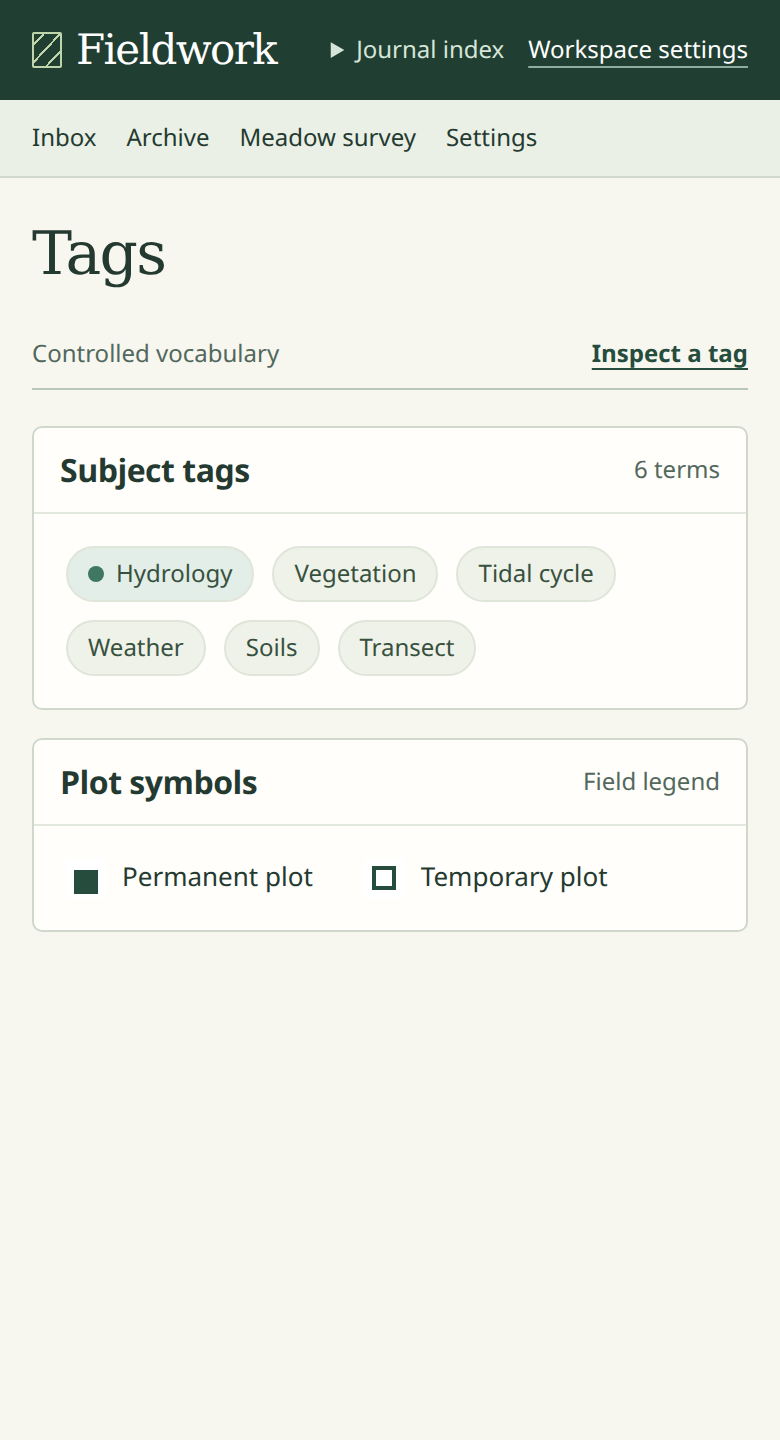 Fieldwork
Journal index
Workspace settings
Inbox Archive Meadow survey Settings
Tags
Controlled vocabulary
Inspect a tag
Subject tags
6 terms
Hydrology Vegetation Tidal cycle
Weather Soils Transect
Plot symbols
Field legend
Permanent plot Temporary plot